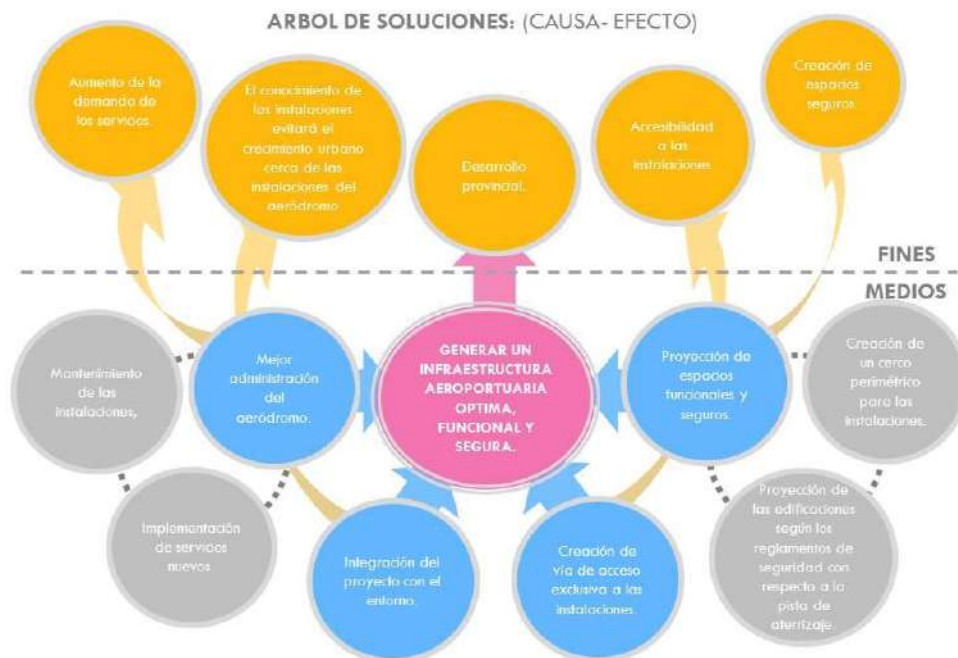 ARBOL DE SOLUCIONES: (CAUSA- EFECTO)
Aumento de la
demanda de
los servicios.
El conocimiento de
las instalaciones
evitará el
crecimiento urbano
cerca de las
instalaciones del
aeródromo
Desarrollo
provincial.
Accesibilidad
a las
instalaciones
Creación de
espacios
seguros.
FINES
MEDIOS
Mantenimiento
de las
instalaciones,
Mejor
administración
del
aeródromo.
GENERAR UN
INFRAESTRUCTURA
AEROPORTUARIA
OPTIMA,
FUNCIONAL Y
SEGURA.
Proyección de
espacios
funcionales y
seguros.
Creación de
un cerco
perimétrico
para las
instalaciones.
Implementación
de servicios
nuevos
Integración del
proyecto con el
entorno.
Creación de
vía de acceso
exclusiva a las
instalaciones.
Proyección de
las edificaciones
según los
reglamentos de
seguridad con
respecto a la
pista de
aterrizaje.